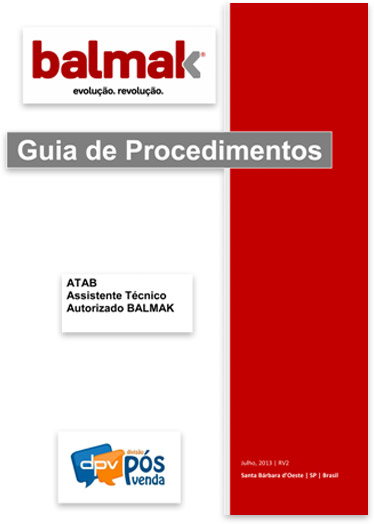 balmak®
evolução. revolução.
Guia de Procedimentos
ATAB
Assistente Técnico
Autorizado BALMAK
divisão
dpv pós
venda
Julho, 2013 | RV2
Santa Bárbara d'Oeste | SP | Brasil